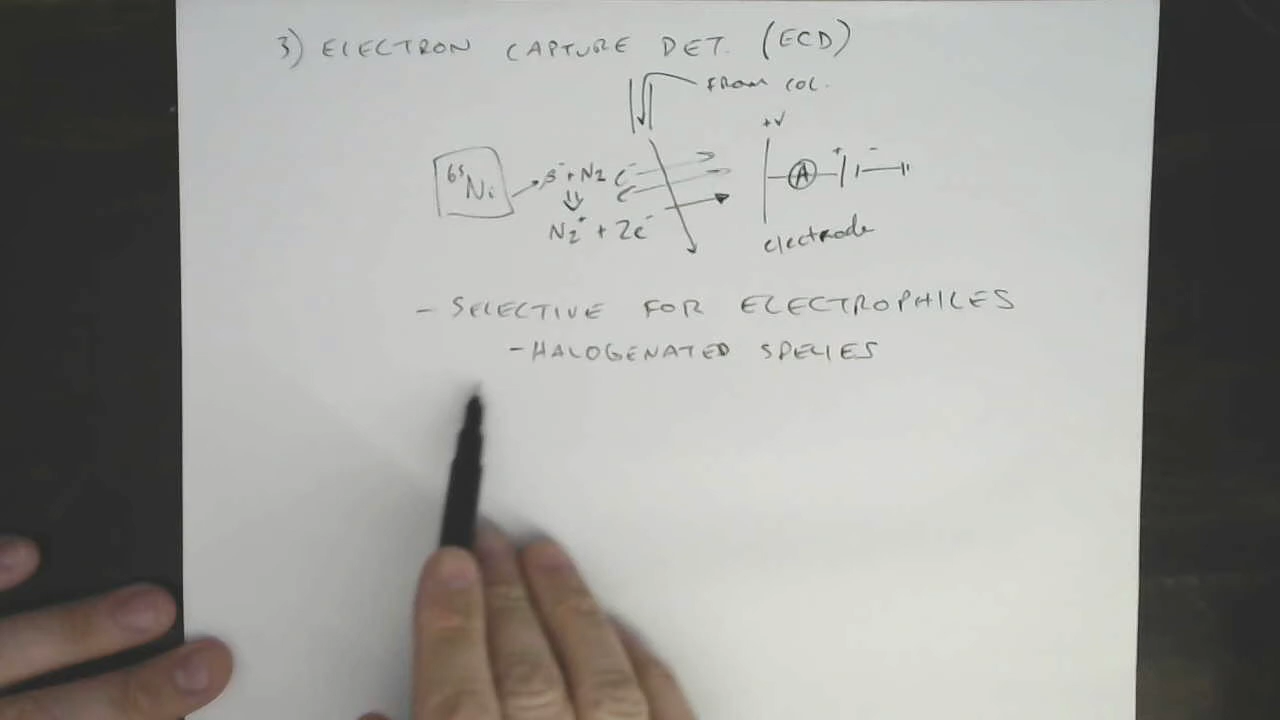 3) ELECTRON CAPTURE DET. (ECD)
FROM COL.
+V
63Ni β⁻ + N2 e⁻ A + -
e⁻
N2⁺ + 2e⁻
electrode
- SELECTIVE FOR ELECTROPHILES
- HALOGENATED SPECIES